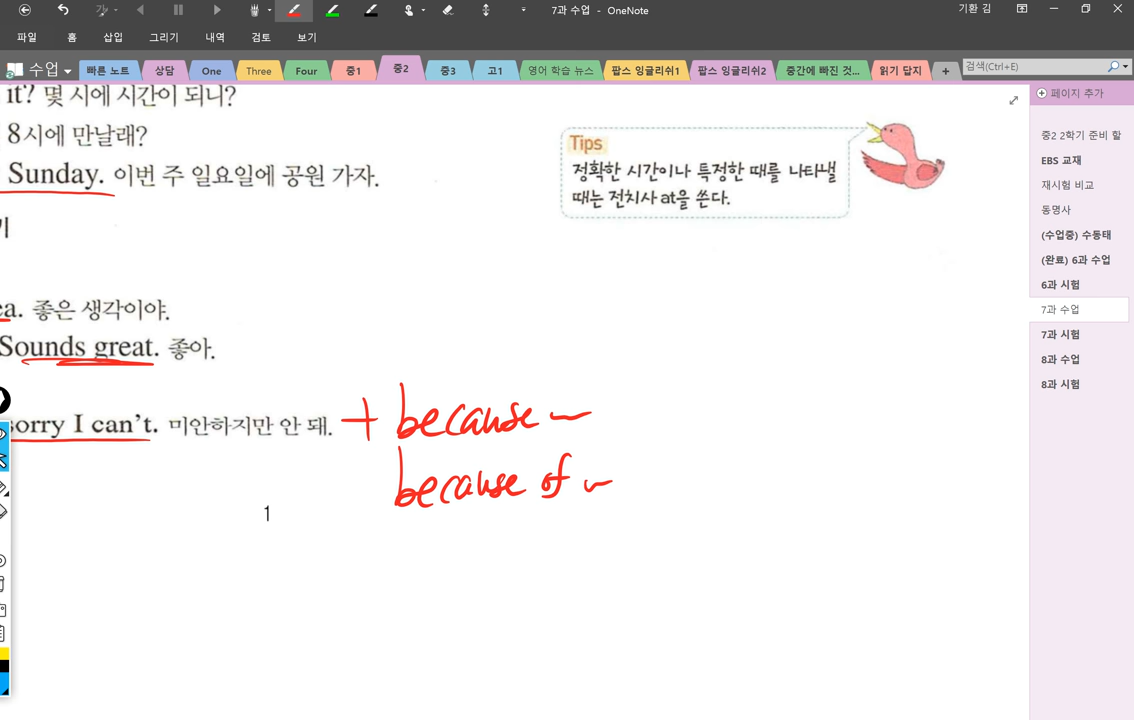 7과 수업 - OneNote
기환 김
파일 홈 삽입 그리기 내역 검토 보기
수업 빠른 노트 상담 One Three Four 중1 중2 중3 고1 영어 학습 뉴스 팝스 잉글리쉬1 팝스 잉글리쉬2 중간에 빠진 것... 읽기 답지 + 검색(Ctrl+E)
it? 몇 시에 시간이 되니?
8시에 만날래?
Sunday. 이번 주 일요일에 공원 가자.
기
Tips
정확한 시간이나 특정한 때를 나타낼
때는 전치사 at을 쓴다.
ea. 좋은 생각이야.
Sounds great. 좋아.
sorry I can't. 미안하지만 안 돼. + because ~
because of ~
1
페이지 추가
중2 2학기 준비 할
EBS 교재
재시험 비교
동명사
(수업중) 수동태
(완료) 6과 수업
6과 시험
7과 수업
7과 시험
8과 수업
8과 시험